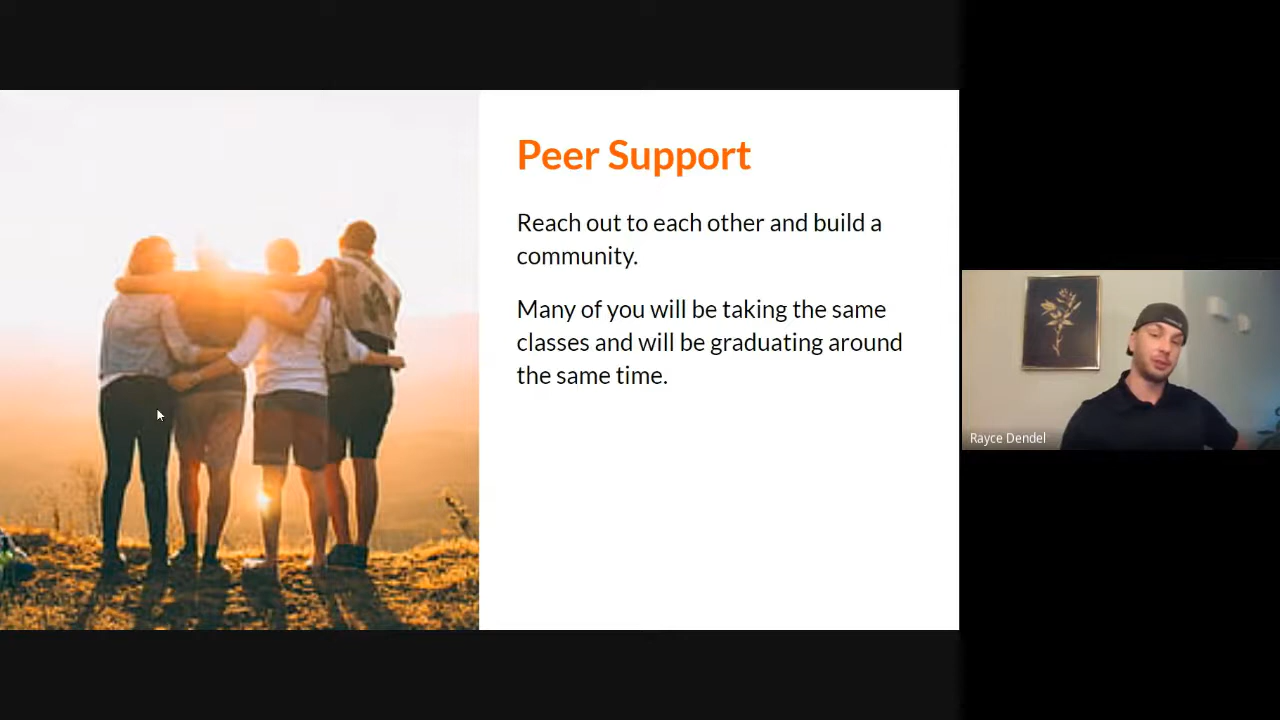 Peer Support
Reach out to each other and build a
community.
Many of you will be taking the same
classes and will be graduating around
the same time.
Rayce Dendel